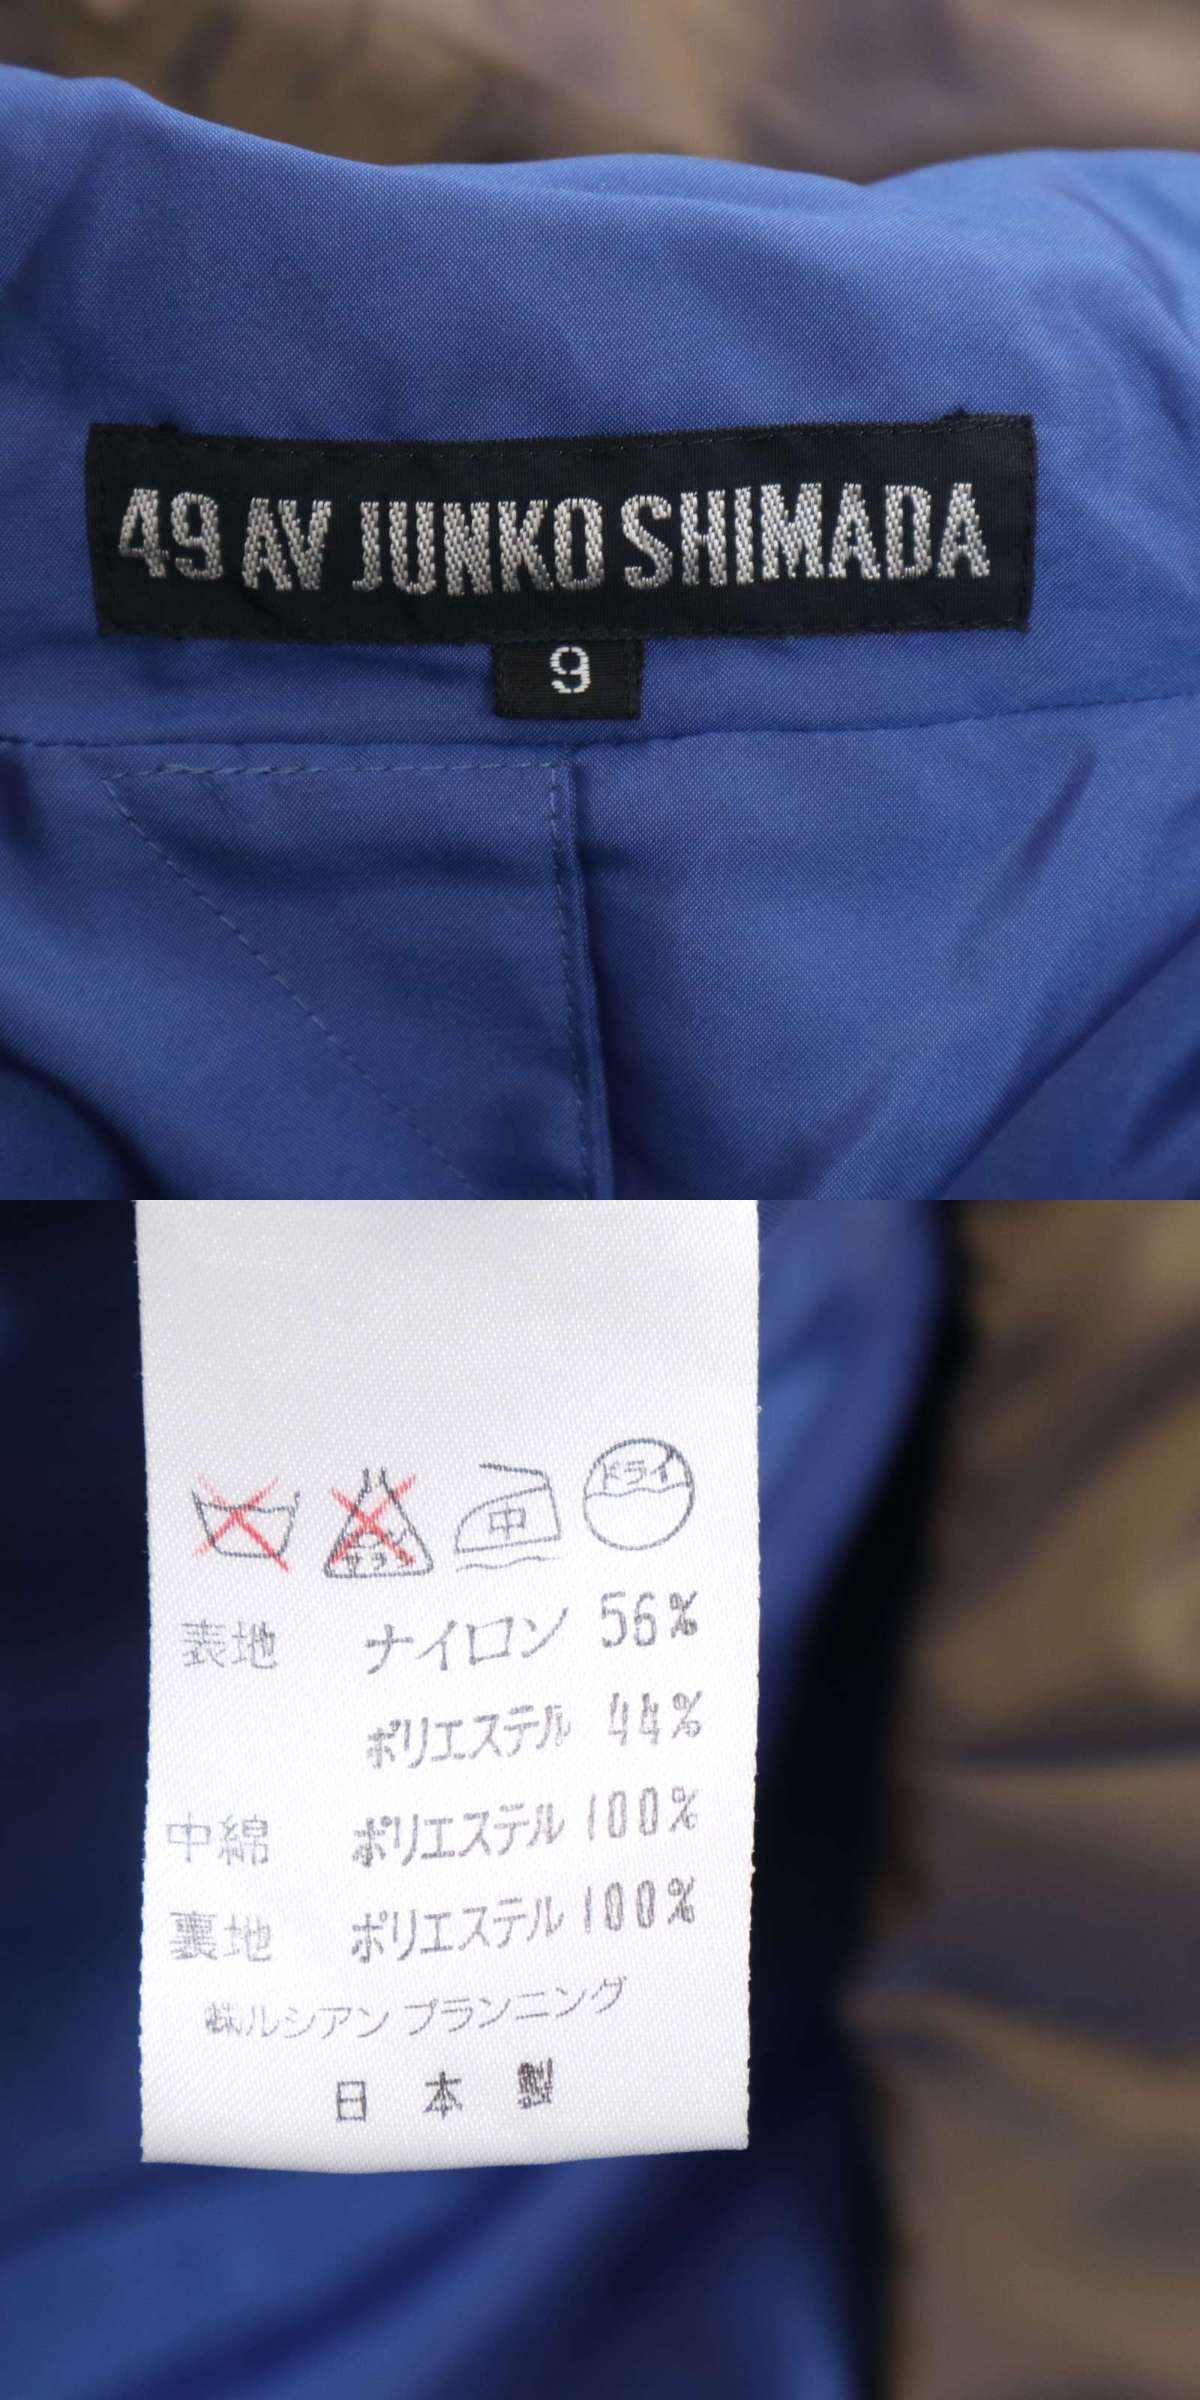 49 AV JUNKO SHIMADA
9
ドライ
中
表地 ナイロン 56%
ポリエステル 44%
中綿 ポリエステル 100%
裏地 ポリエステル 100%
㈱ルシアン プランニング
日本製